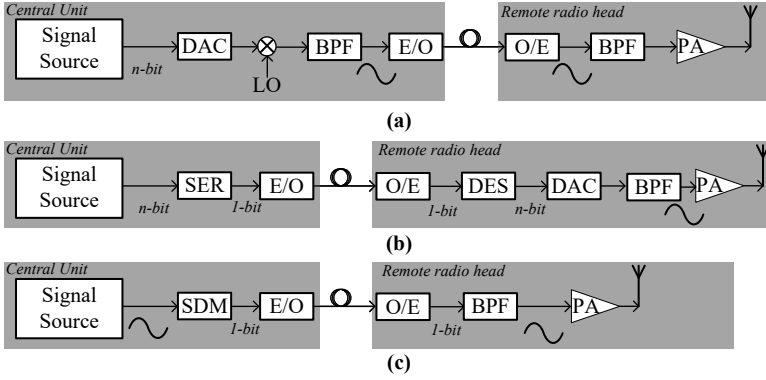 Central Unit
Remote radio head
Signal
Source
n-bit
DAC
LO
BPF
E/O
O/E
BPF
PA
(a)
Central Unit
Remote radio head
Signal
Source
n-bit
SER
1-bit
E/O
O/E
1-bit
DES
n-bit
DAC
BPF
PA
(b)
Central Unit
Remote radio head
Signal
Source
SDM
1-bit
E/O
O/E
1-bit
BPF
PA
(c)